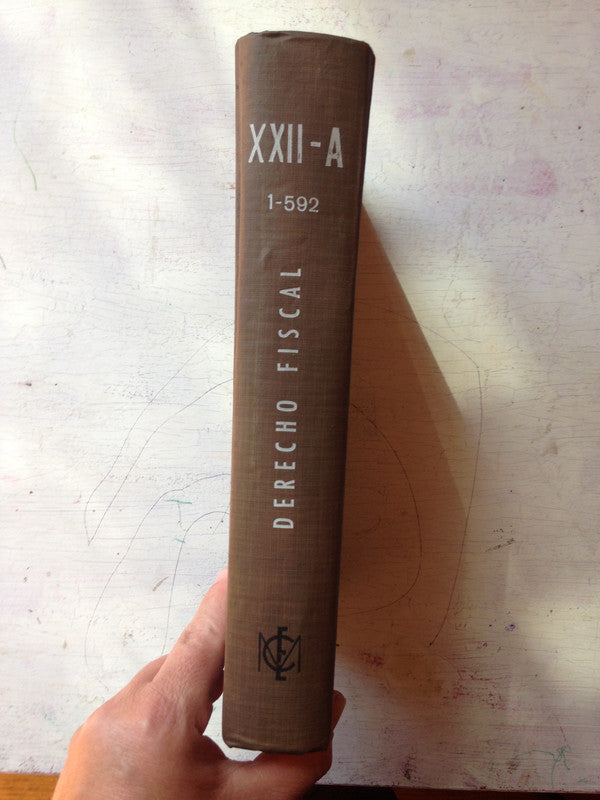 XXII-A
1-592
DERECHO FISCAL